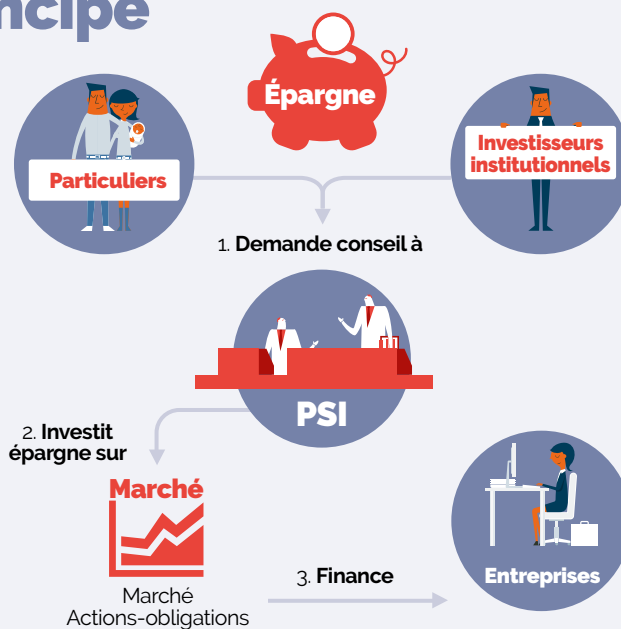 Épargne
Particuliers
Investisseurs
institutionnels
1. Demande conseil à
PSI
2. Investit
épargne sur
Marché
Marché
Actions-obligations
3. Finance
Entreprises